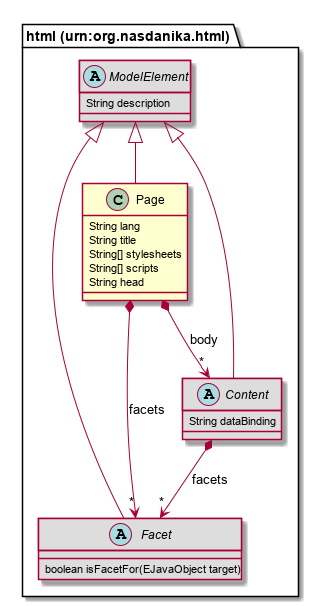 html (urn:org.nasdanika.html)
A ModelElement
String description
C Page
String lang
String title
String[] stylesheets
String[] scripts
String head
body
*
A Content
String dataBinding
facets
facets
*
*
A Facet
boolean isFacetFor(EJavaObject target)